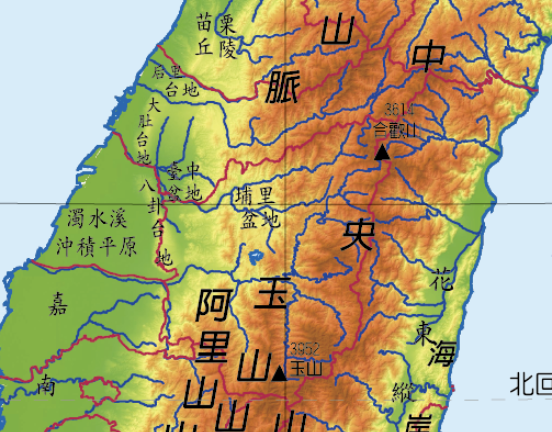 苗栗
丘陵
山
中
脈
后里
台地
3614
合歡山
大肚台地
臺中
盆地
八卦台地
埔里
盆地
濁水溪
沖積平原
央
花
嘉
阿里山
玉山
東
海
3952
玉山
南
縱
北回
山
山
山
岸